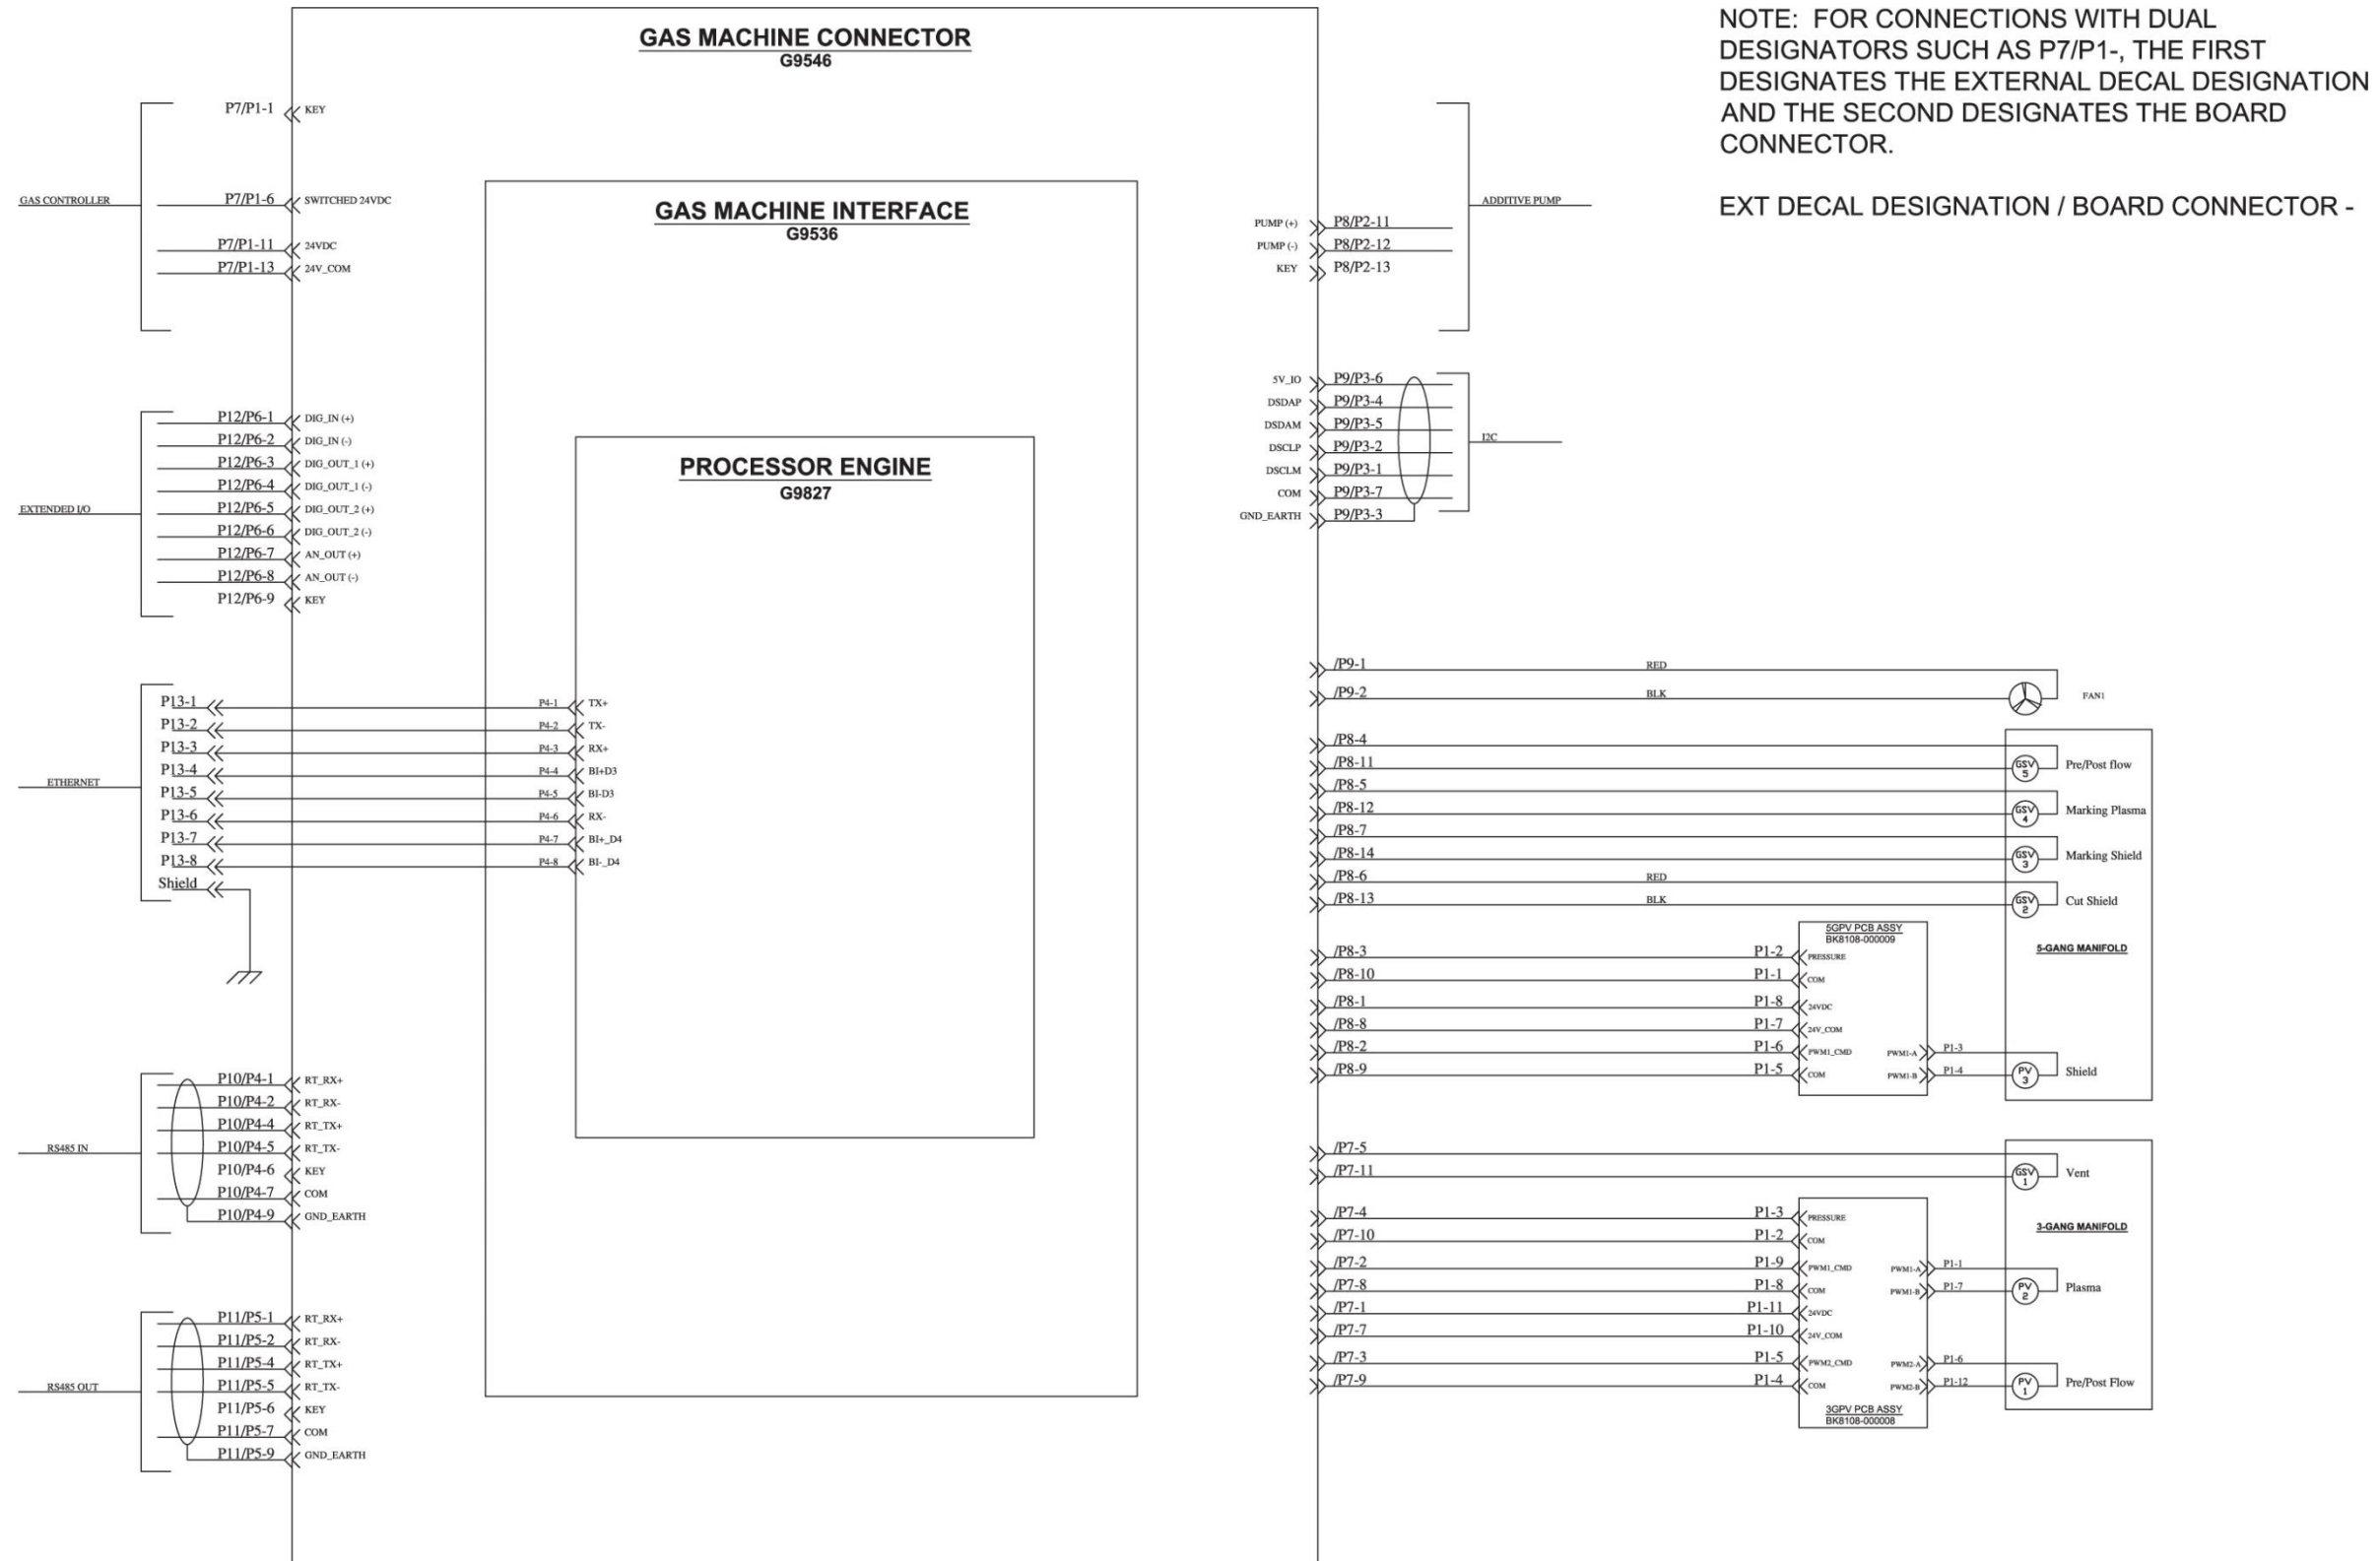 GAS MACHINE CONNECTOR
G9546
NOTE: FOR CONNECTIONS WITH DUAL
DESIGNATORS SUCH AS P7/P1-, THE FIRST
DESIGNATES THE EXTERNAL DECAL DESIGNATION
AND THE SECOND DESIGNATES THE BOARD
CONNECTOR.
EXT DECAL DESIGNATION / BOARD CONNECTOR -
GAS MACHINE INTERFACE
G9536
PROCESSOR ENGINE
G9827
GAS CONTROLLER
P7/P1-1 KEY
P7/P1-6 SWITCHED 24VDC
P7/P1-11 24VDC
P7/P1-13 24V_COM
EXTENDED I/O
P12/P6-1 DIG_IN (+)
P12/P6-2 DIG_IN (-)
P12/P6-3 DIG_OUT_1 (+)
P12/P6-4 DIG_OUT_1 (-)
P12/P6-5 DIG_OUT_2 (+)
P12/P6-6 DIG_OUT_2 (-)
P12/P6-7 AN_OUT (+)
P12/P6-8 AN_OUT (-)
P12/P6-9 KEY
ETHERNET
P13-1 P4-1 TX+
P13-2 P4-2 TX-
P13-3 P4-3 RX+
P13-4 P4-4 BI+D3
P13-5 P4-5 BI-D3
P13-6 P4-6 RX-
P13-7 P4-7 BI+_D4
P13-8 P4-8 BI-_D4
Shield
RS485 IN
P10/P4-1 RT_RX+
P10/P4-2 RT_RX-
P10/P4-4 RT_TX+
P10/P4-5 RT_TX-
P10/P4-6 KEY
P10/P4-7 COM
P10/P4-9 GND_EARTH
RS485 OUT
P11/P5-1 RT_RX+
P11/P5-2 RT_RX-
P11/P5-4 RT_TX+
P11/P5-5 RT_TX-
P11/P5-6 KEY
P11/P5-7 COM
P11/P5-9 GND_EARTH
ADDITIVE PUMP
PUMP (+) P8/P2-11
PUMP (-) P8/P2-12
KEY P8/P2-13
I2C
5V_IO P9/P3-6
DSDAP P9/P3-4
DSDAM P9/P3-5
DSCLP P9/P3-2
DSCLM P9/P3-1
COM P9/P3-7
GND_EARTH P9/P3-3
/P9-1 RED
/P9-2 BLK FAN1
/P8-4
/P8-11 GSV 5 Pre/Post flow
/P8-5
/P8-12 GSV 4 Marking Plasma
/P8-7
/P8-14 GSV 3 Marking Shield
/P8-6 RED
/P8-13 BLK GSV 2 Cut Shield
5GPV PCB ASSY
BK8108-000009
5-GANG MANIFOLD
/P8-3 P1-2 PRESSURE
/P8-10 P1-1 COM
/P8-1 P1-8 24VDC
/P8-8 P1-7 24V_COM
/P8-2 P1-6 PWM1_CMD PWM1-A P1-3
/P8-9 P1-5 COM PWM1-B P1-4 PV 3 Shield
/P7-5
/P7-11 GSV 1 Vent
3-GANG MANIFOLD
/P7-4 P1-3 PRESSURE
/P7-10 P1-2 COM
/P7-2 P1-9 PWM1_CMD PWM1-A P1-1
/P7-8 P1-8 COM PWM1-B P1-7 PV 2 Plasma
/P7-1 P1-11 24VDC
/P7-7 P1-10 24V_COM
/P7-3 P1-5 PWM2_CMD PWM2-A P1-6
/P7-9 P1-4 COM PWM2-B P1-12 PV 1 Pre/Post Flow
3GPV PCB ASSY
BK8108-000008